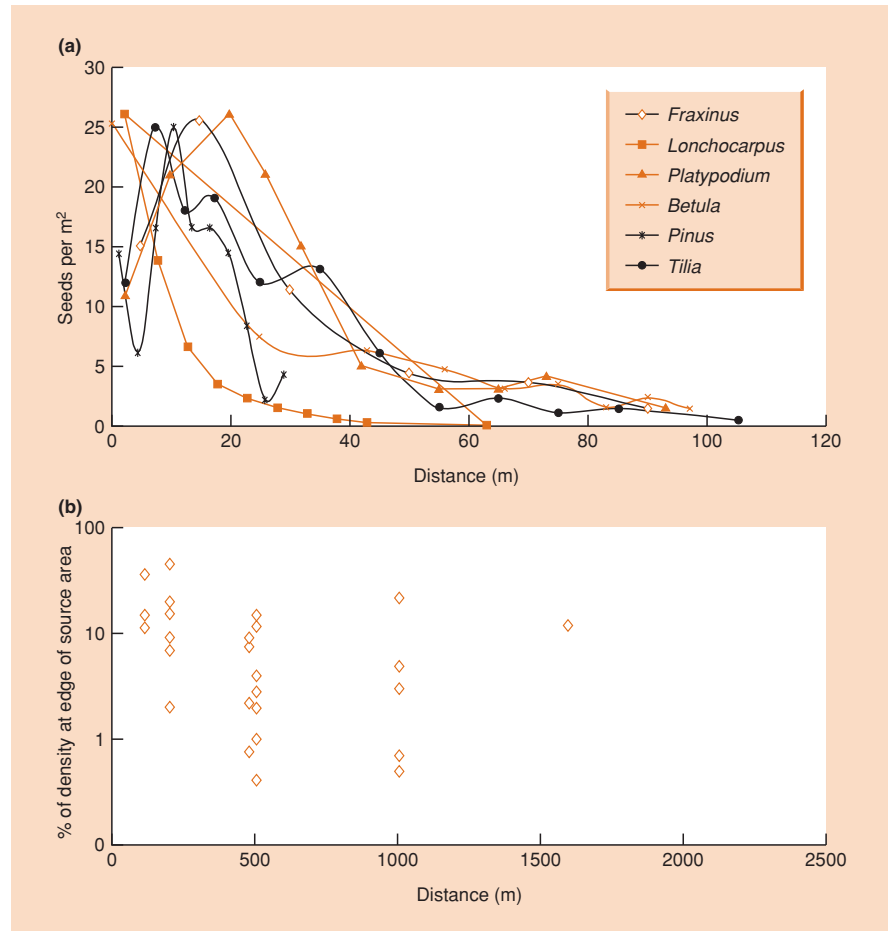 (a)
30
25
20
15
10
5
0
Seeds per m²
0 20 40 60 80 100 120
Distance (m)
Fraxinus
Lonchocarpus
Platypodium
Betula
Pinus
Tilia
(b)
100
10
1
0
% of density at edge of source area
0 500 1000 1500 2000 2500
Distance (m)